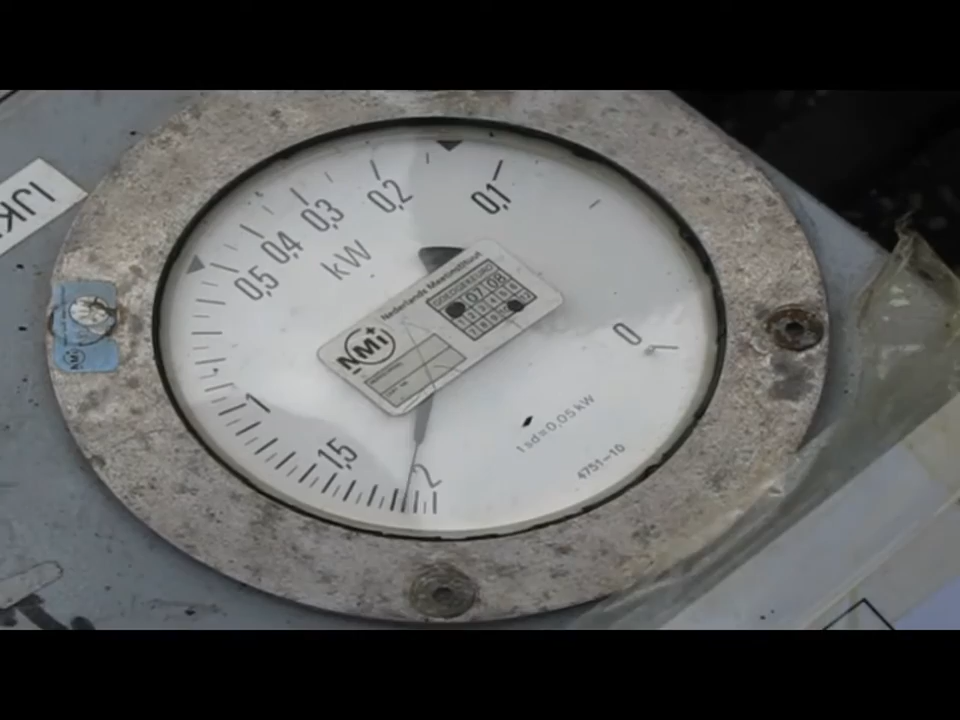 IJK
0
0,1
0,2
0,3
0,4
0,5
1
1,5
2
kW
Nederlands Meetinstituut
NMi
GOEDGEKEURD
07 08
1 sd = 0,05 kW
4751-10